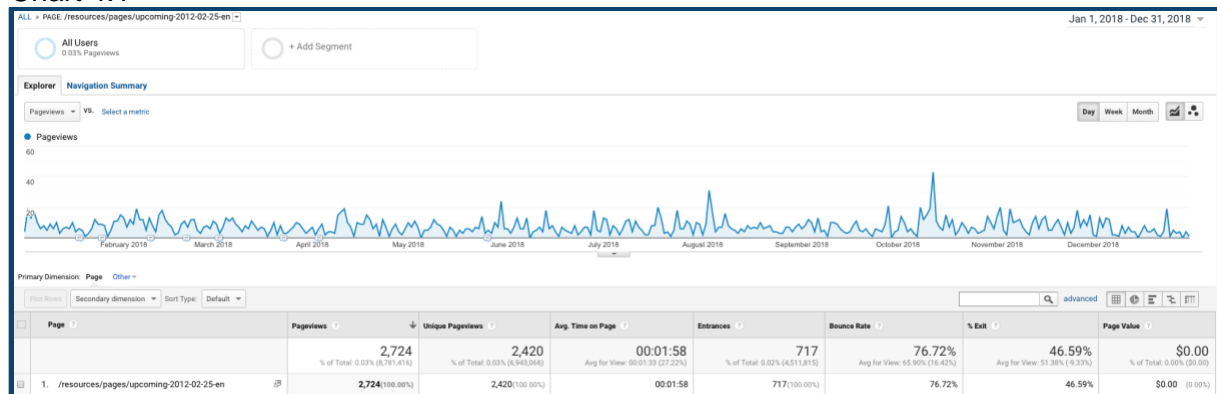 ALL » PAGE: /resources/pages/upcoming-2012-02-25-en
Jan 1, 2018 - Dec 31, 2018
All Users
0.03% Pageviews
+ Add Segment
Explorer Navigation Summary
Pageviews VS. Select a metric
Day Week Month
Pageviews
60
40
20
February 2018 March 2018 April 2018 May 2018 June 2018 July 2018 August 2018 September 2018 October 2018 November 2018 December 2018
Primary Dimension: Page Other
Plot Rows Secondary dimension Sort Type: Default advanced
Page Pageviews Unique Pageviews Avg. Time on Page Entrances Bounce Rate % Exit Page Value
2,724 2,420 00:01:58 717 76.72% 46.59% $0.00
% of Total: 0.03% (8,781,416) % of Total: 0.03% (6,943,066) Avg for View: 00:01:33 (27.22%) % of Total: 0.02% (4,511,815) Avg for View: 65.90% (16.42%) Avg for View: 51.38% (-9.33%) % of Total: 0.00% ($0.00)
1. /resources/pages/upcoming-2012-02-25-en 2,724(100.00%) 2,420(100.00%) 00:01:58 717(100.00%) 76.72% 46.59% $0.00 (0.00%)